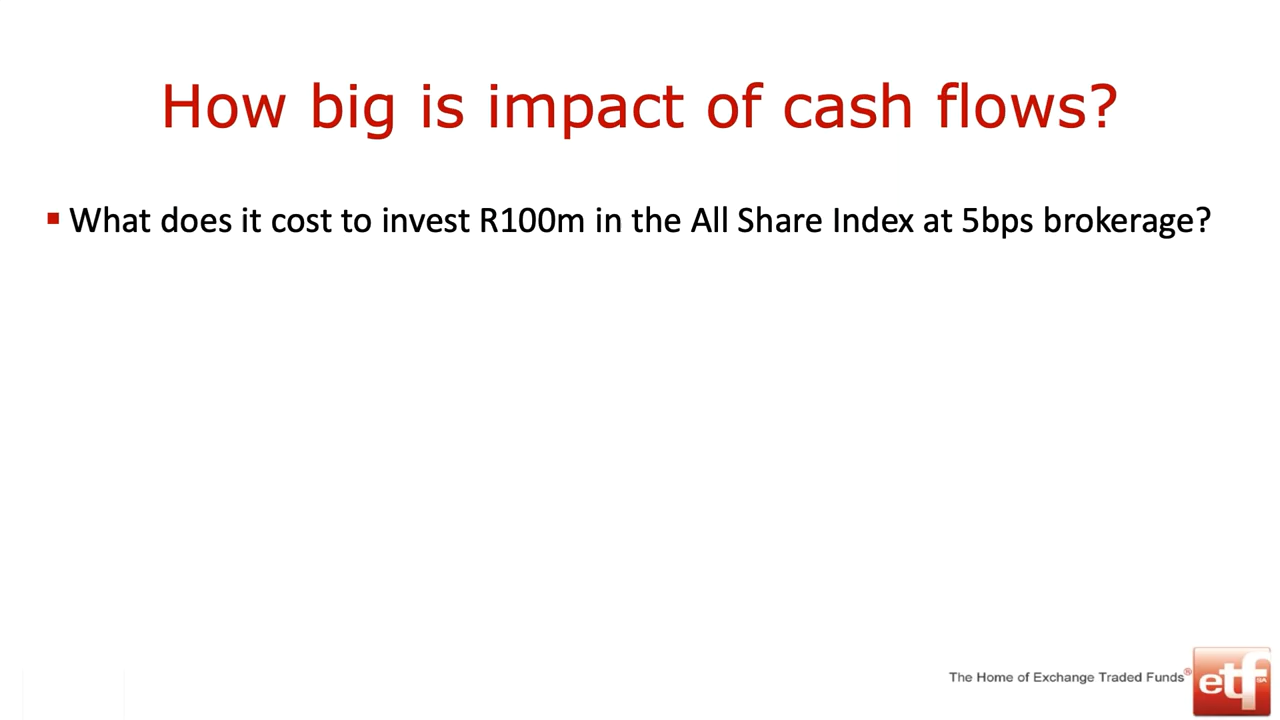 How big is impact of cash flows?
▪ What does it cost to invest R100m in the All Share Index at 5bps brokerage?
The Home of Exchange Traded Funds®
etf
SA